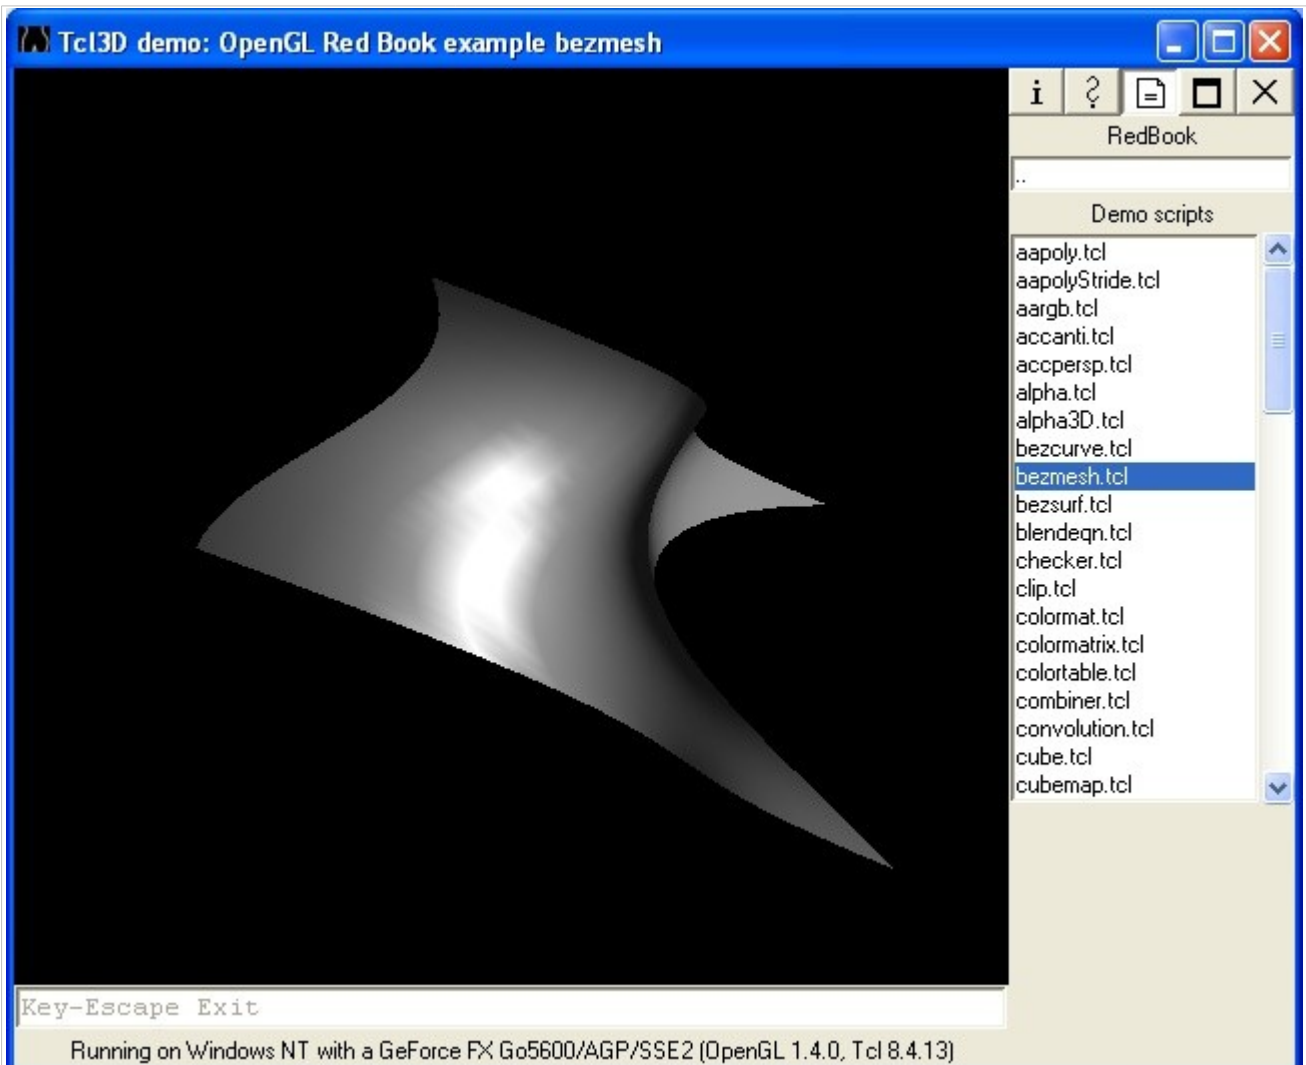 Tcl3D demo: OpenGL Red Book example bezmesh
i ?
RedBook
..
Demo scripts
aapoly.tcl
aapolyStride.tcl
aargb.tcl
accanti.tcl
accpersp.tcl
alpha.tcl
alpha3D.tcl
bezcurve.tcl
bezmesh.tcl
bezsurf.tcl
blendeqn.tcl
checker.tcl
clip.tcl
colormat.tcl
colormatrix.tcl
colortable.tcl
combiner.tcl
convolution.tcl
cube.tcl
cubemap.tcl
Key-Escape Exit
Running on Windows NT with a GeForce FX Go5600/AGP/SSE2 (OpenGL 1.4.0, Tcl 8.4.13)